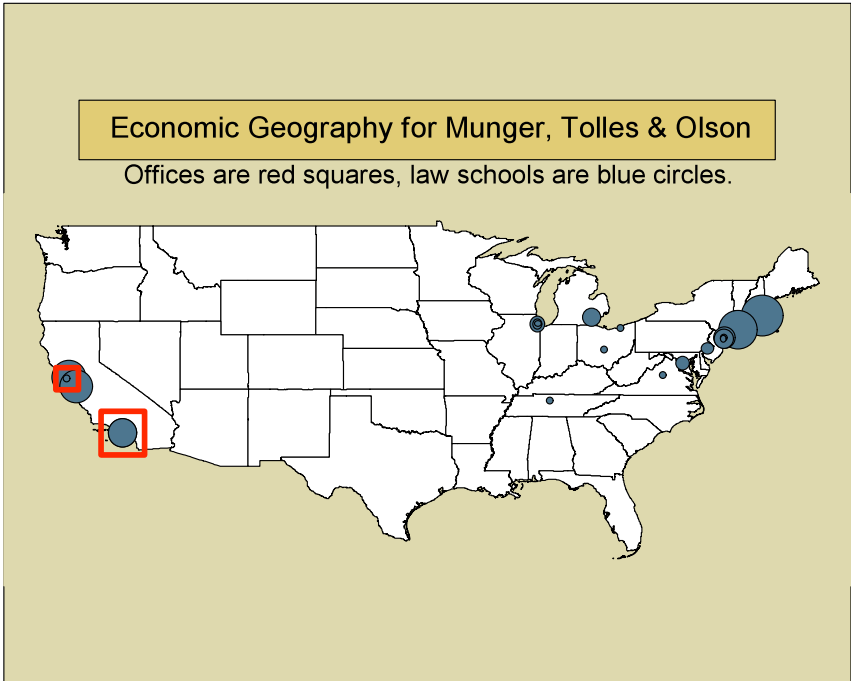 Economic Geography for Munger, Tolles & Olson
Offices are red squares, law schools are blue circles.